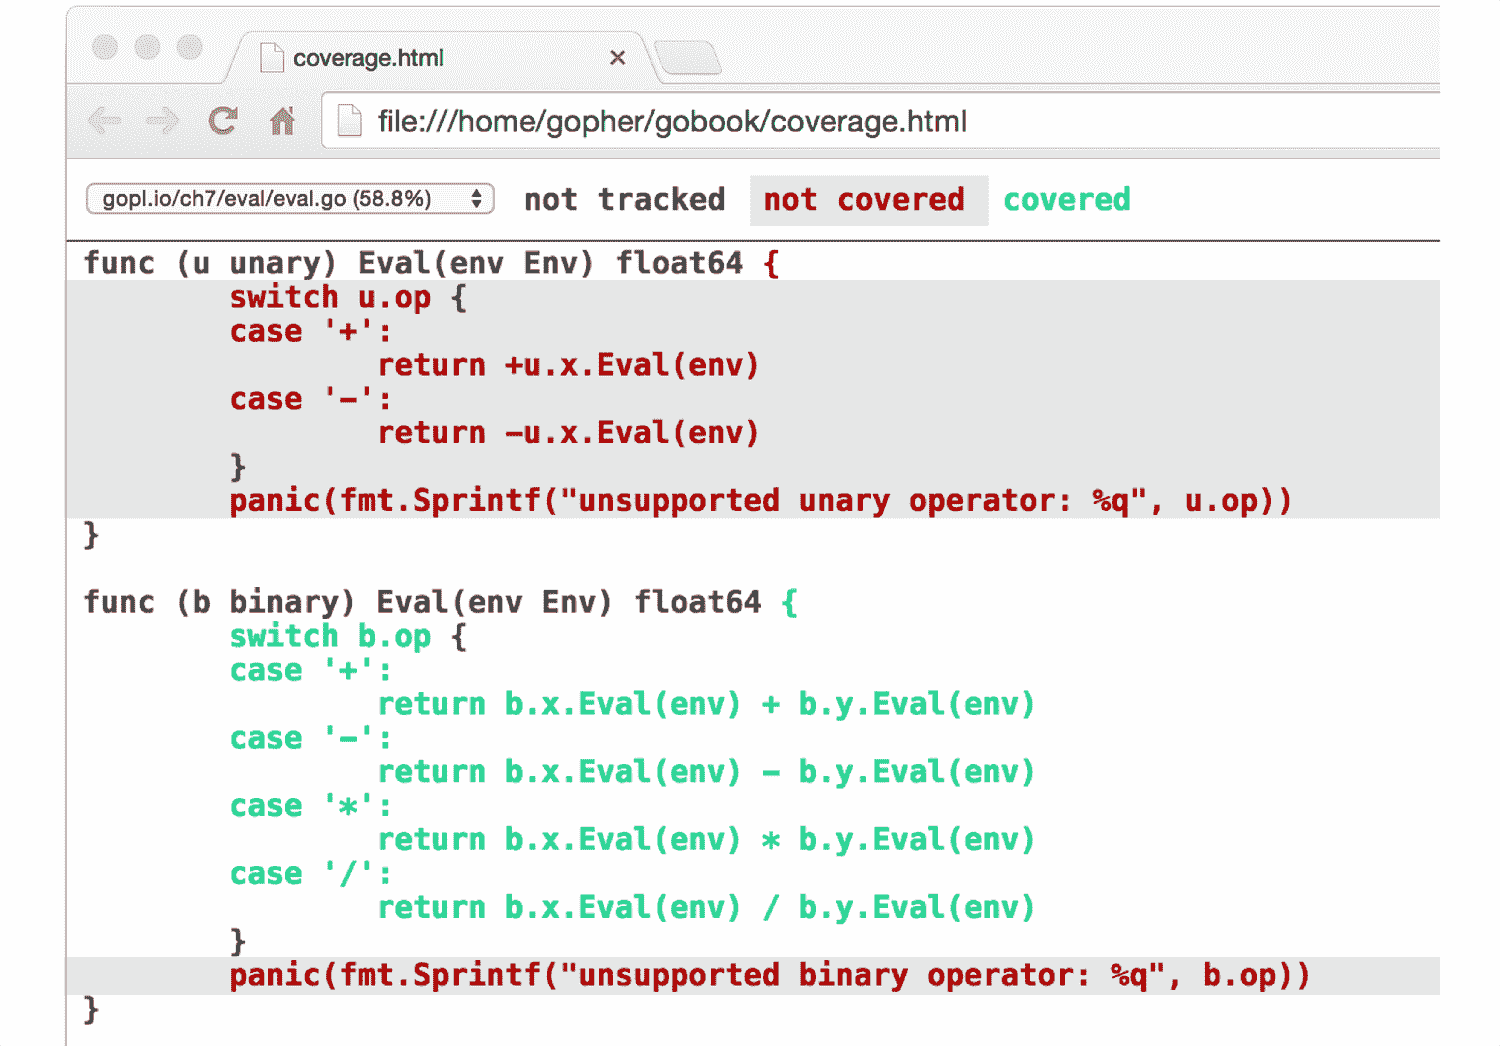 coverage.html ×
file:///home/gopher/gobook/coverage.html
gopl.io/ch7/eval/eval.go (58.8%) not tracked not covered covered
func (u unary) Eval(env Env) float64 {
        switch u.op {
        case '+':
                return +u.x.Eval(env)
        case '-':
                return -u.x.Eval(env)
        }
        panic(fmt.Sprintf("unsupported unary operator: %q", u.op))
}
func (b binary) Eval(env Env) float64 {
        switch b.op {
        case '+':
                return b.x.Eval(env) + b.y.Eval(env)
        case '-':
                return b.x.Eval(env) - b.y.Eval(env)
        case '*':
                return b.x.Eval(env) * b.y.Eval(env)
        case '/':
                return b.x.Eval(env) / b.y.Eval(env)
        }
        panic(fmt.Sprintf("unsupported binary operator: %q", b.op))
}